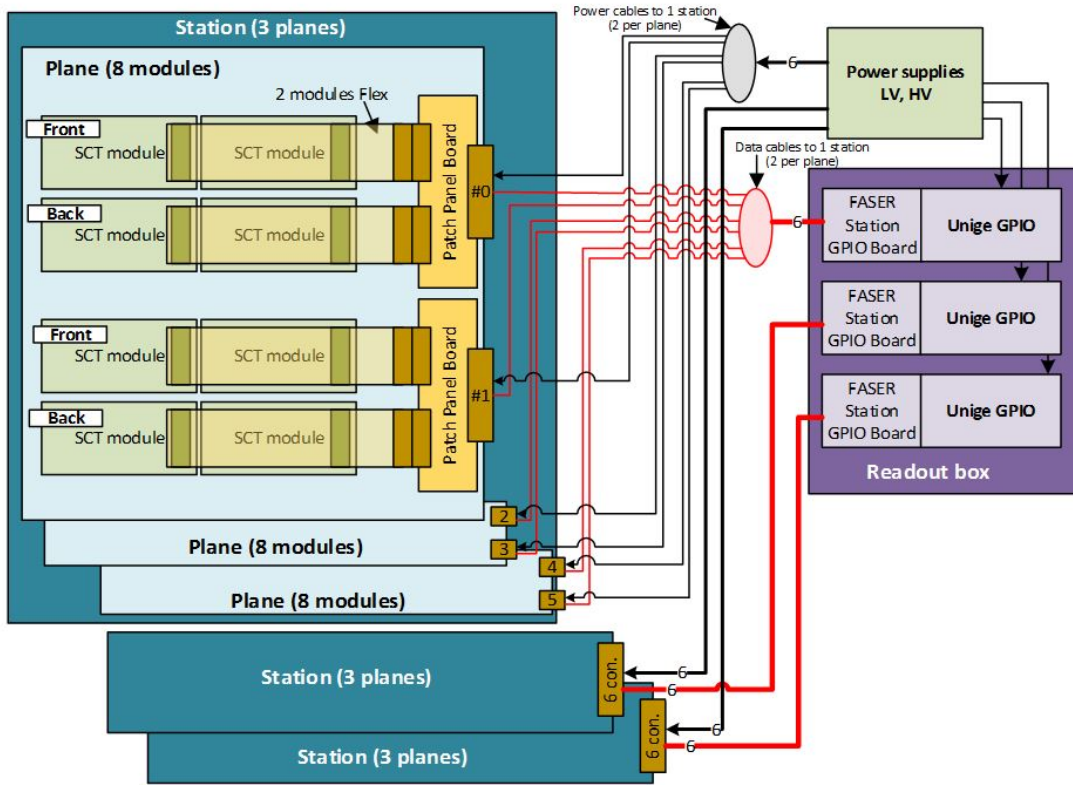 Station (3 planes)
Plane (8 modules)
2 modules Flex
Front
SCT module
SCT module
Back
SCT module
SCT module
Patch Panel Board
#0
Front
SCT module
SCT module
Back
SCT module
SCT module
Patch Panel Board
#1
2
Plane (8 modules)
3
4
Plane (8 modules)
5
Station (3 planes)
6 con.
6
6
Station (3 planes)
6 con.
6
6
Power cables to 1 station
(2 per plane)
6
Power supplies
LV, HV
Data cables to 1 station
(2 per plane)
6
FASER
Station
GPIO Board
Unige GPIO
FASER
Station
GPIO Board
Unige GPIO
FASER
Station
GPIO Board
Unige GPIO
Readout box